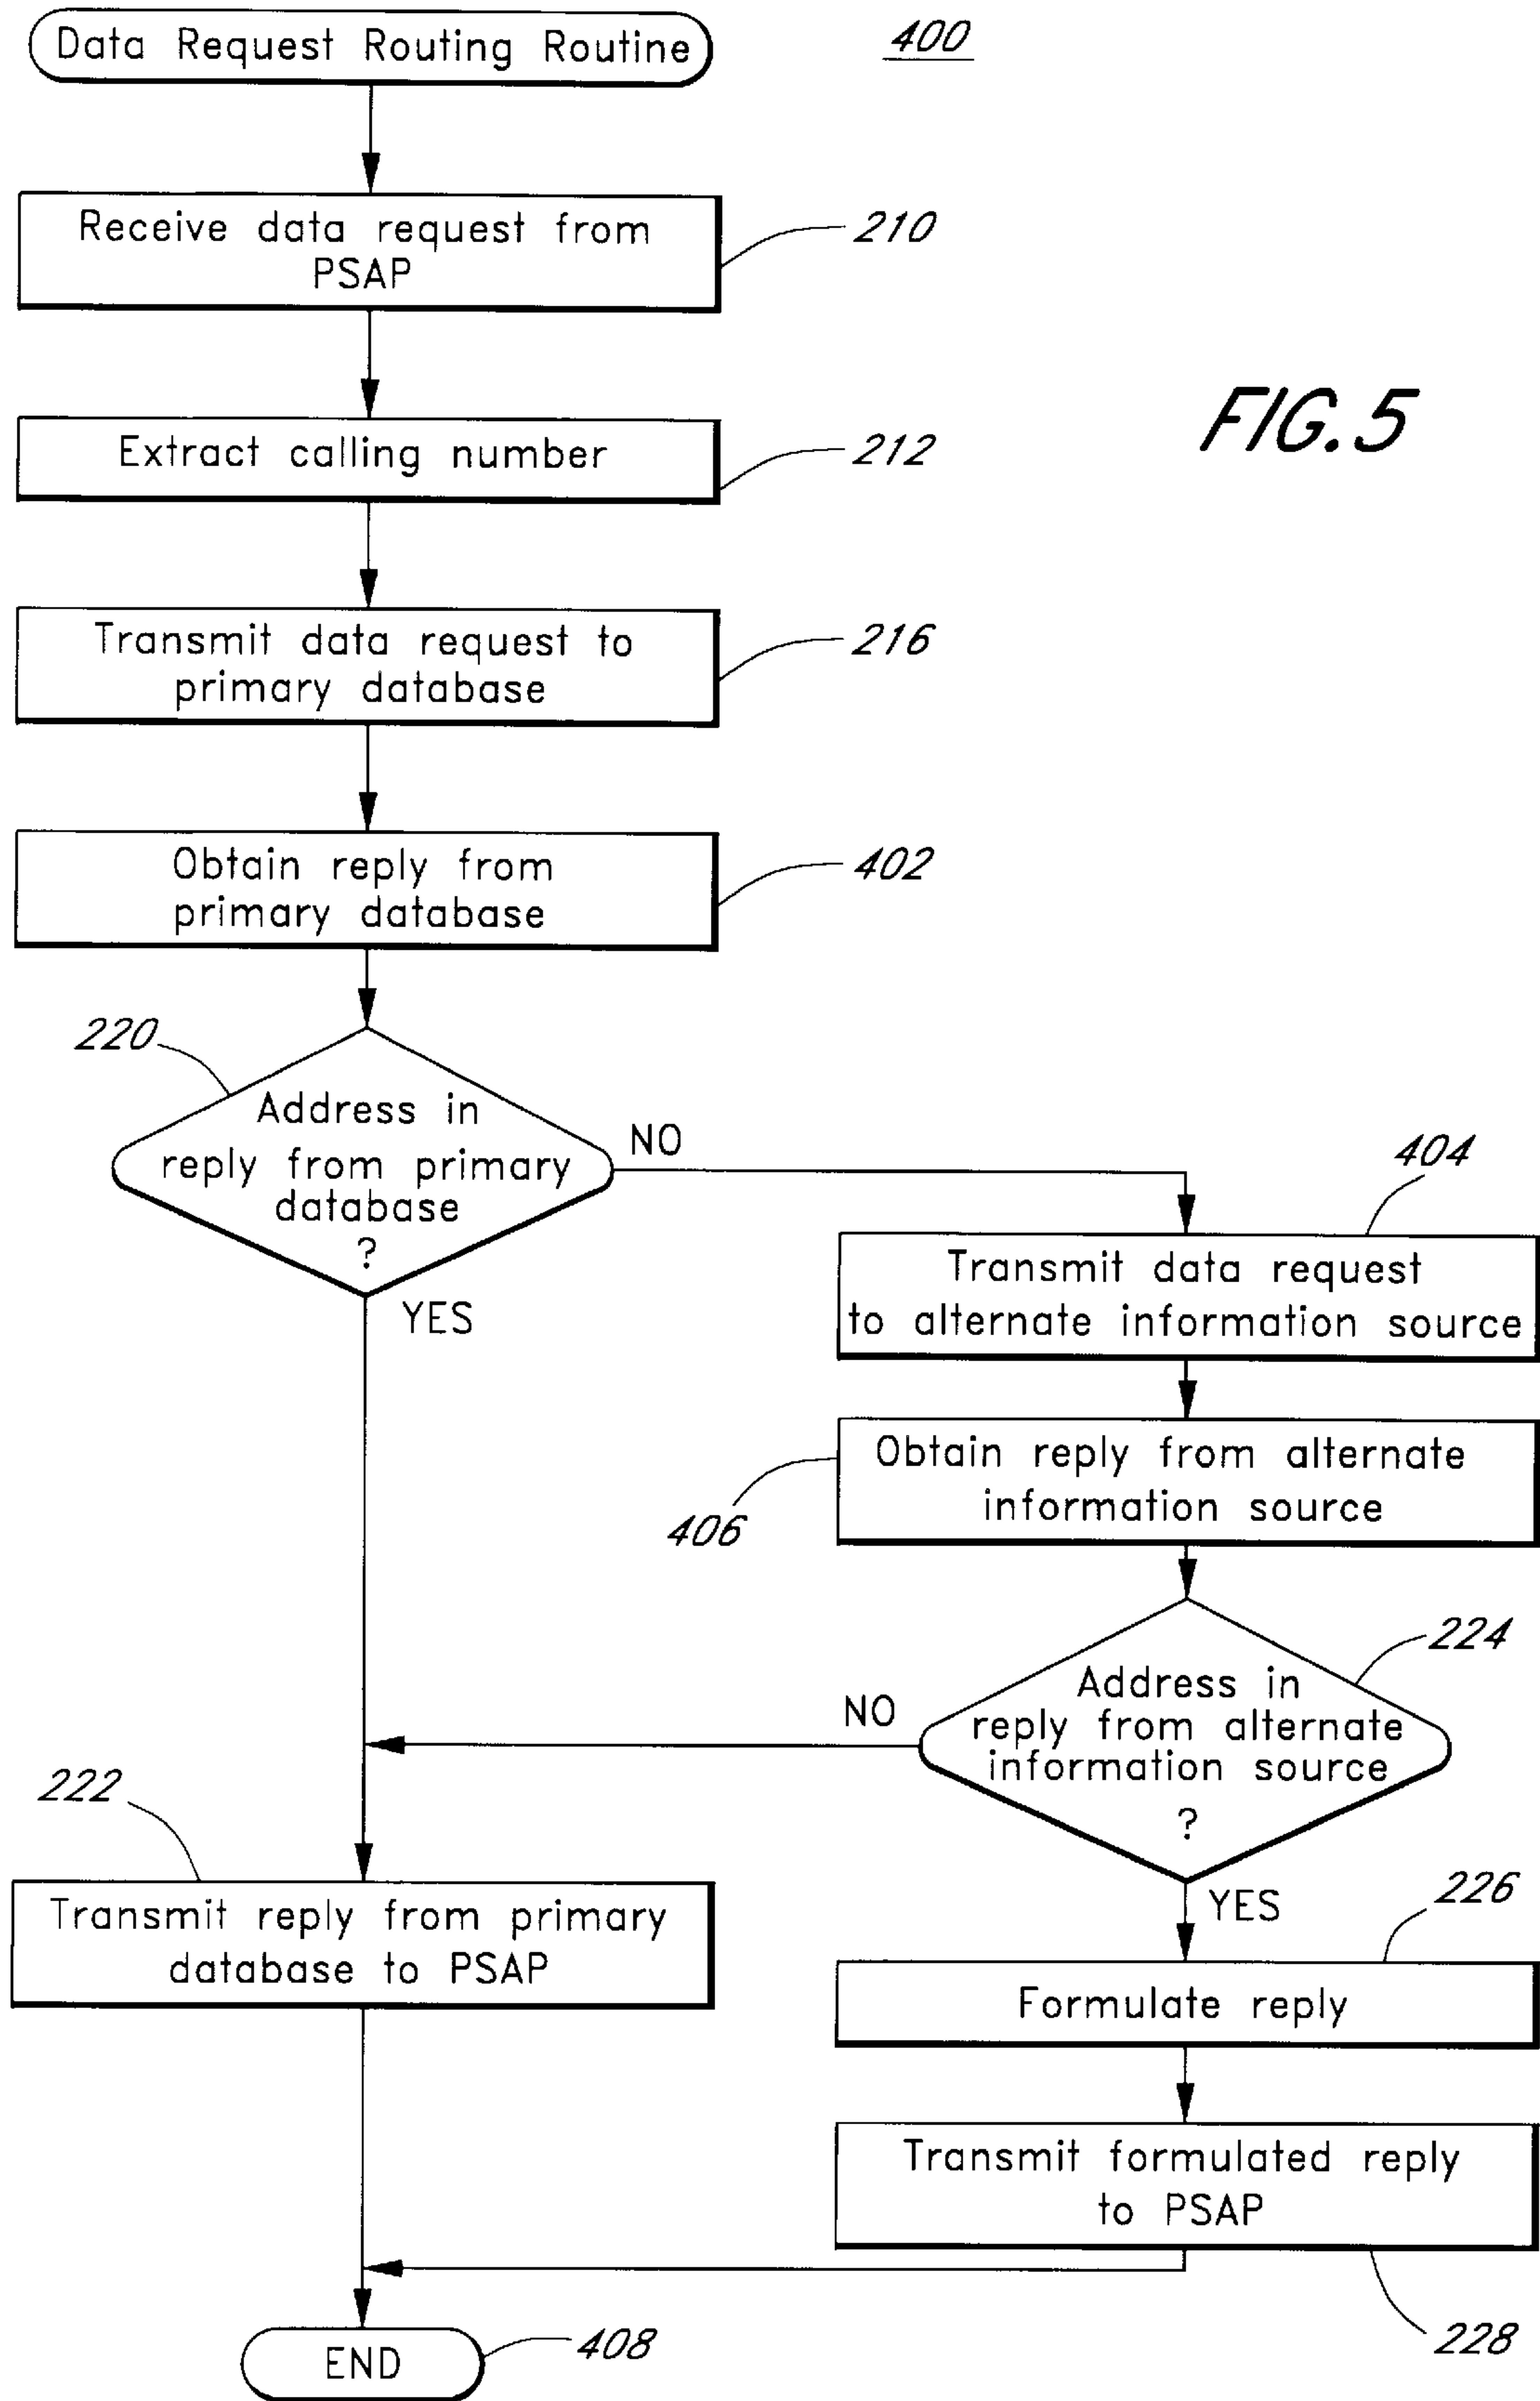 Data Request Routing Routine
400
Receive data request from
PSAP
210
FIG. 5
Extract calling number
212
Transmit data request to
primary database
216
Obtain reply from
primary database
402
220
Address in
reply from primary
database
?
NO
YES
404
Transmit data request
to alternate information source
Obtain reply from alternate
information source
406
224
Address in
reply from alternate
information source
?
NO
YES
222
Transmit reply from primary
database to PSAP
226
Formulate reply
Transmit formulated reply
to PSAP
228
END
408